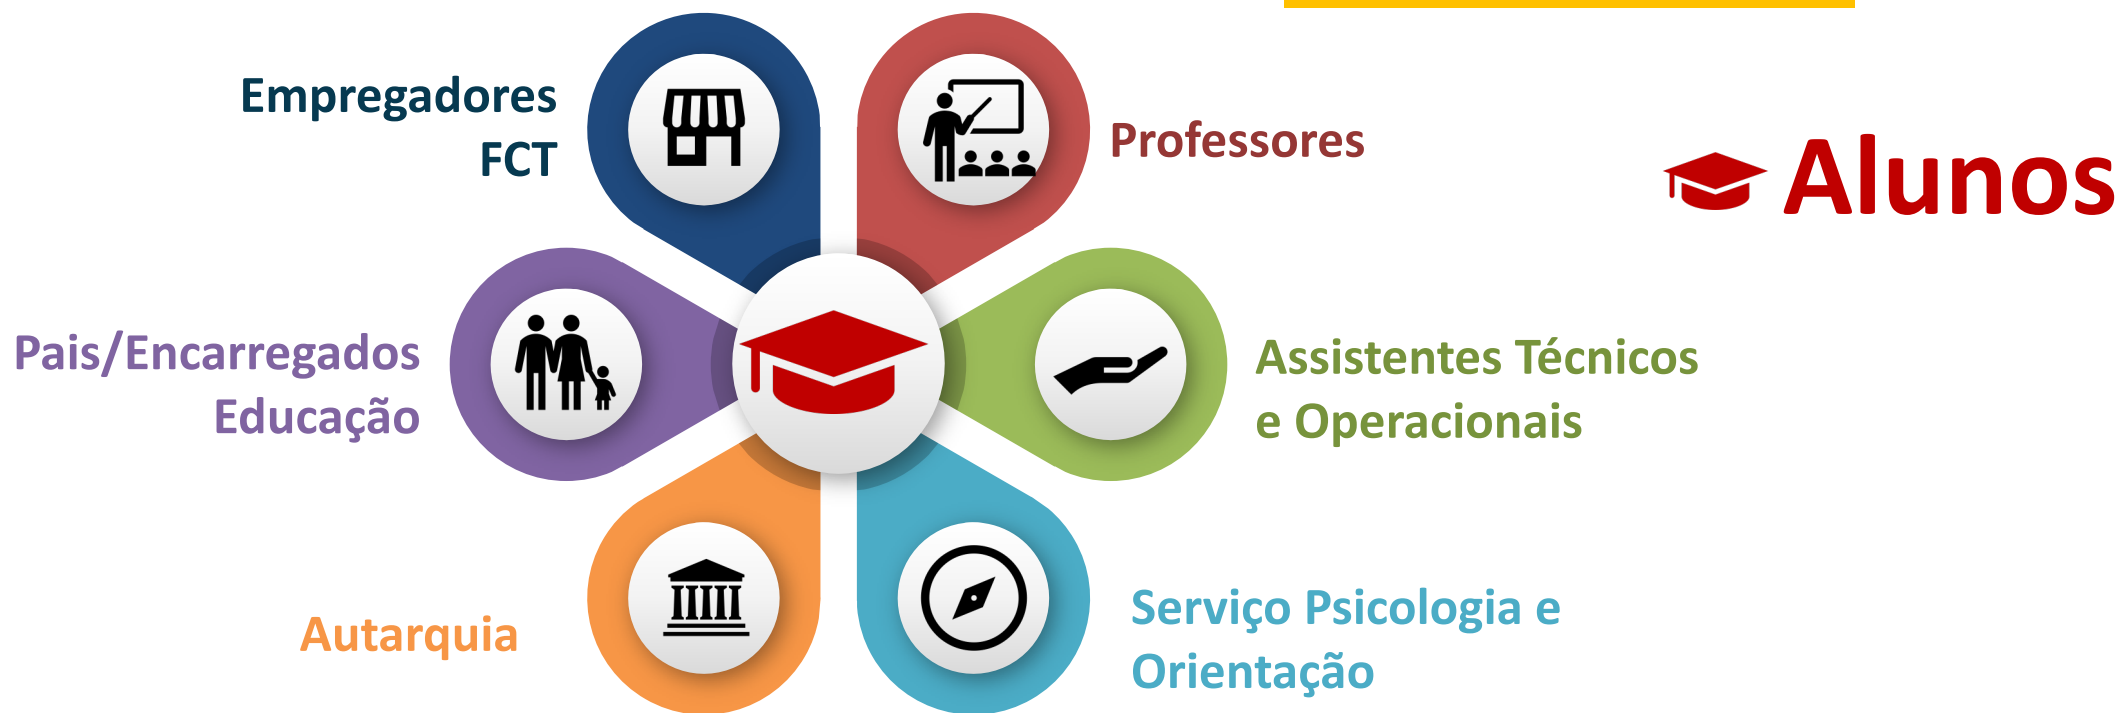 Empregadores
FCT
Professores
Alunos
Pais/Encarregados
Educação
Assistentes Técnicos
e Operacionais
Autarquia
Serviço Psicologia e
Orientação